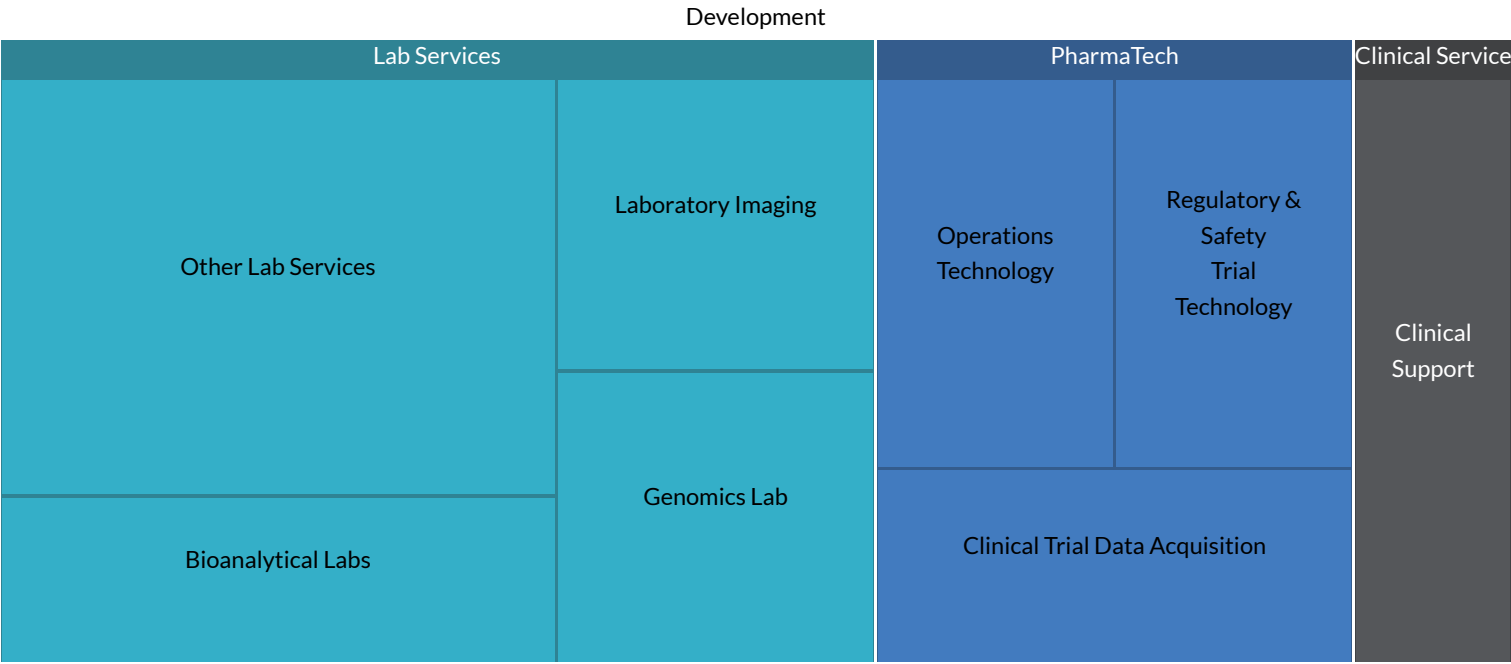 Development
Lab Services
PharmaTech
Clinical Service
Other Lab Services
Laboratory Imaging
Bioanalytical Labs
Genomics Lab
Operations
Technology
Regulatory &
Safety
Trial
Technology
Clinical Trial Data Acquisition
Clinical
Support